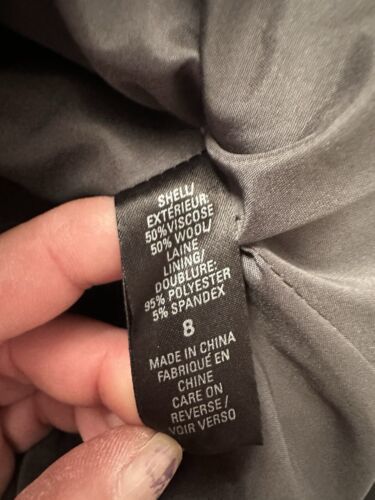 SHELL/
EXTÉRIEUR:
50% VISCOSE
50% WOOL/
LAINE
LINING/
DOUBLURE:
95% POLYESTER
5% SPANDEX
8
MADE IN CHINA
FABRIQUÉ EN
CHINE
CARE ON
REVERSE/
VOIR VERSO